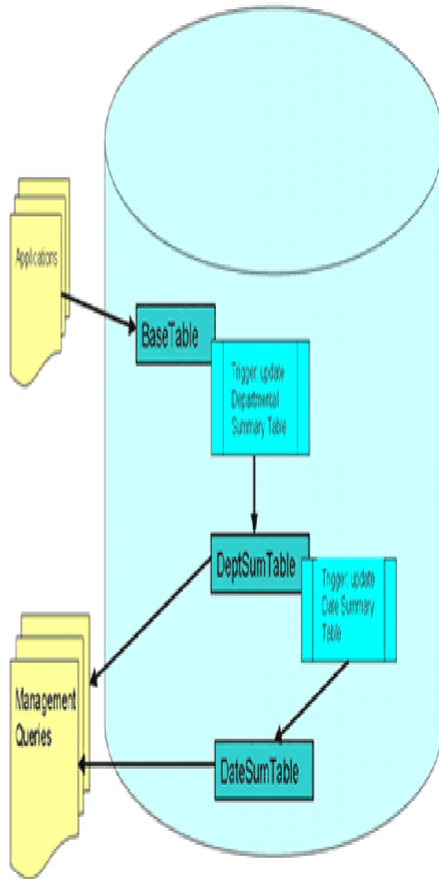 Applications
BaseTable
Trigger: update
Departmental
Summary Table
DeptSumTable
Trigger: update
Date Summary
Table
Management
Queries
DateSumTable